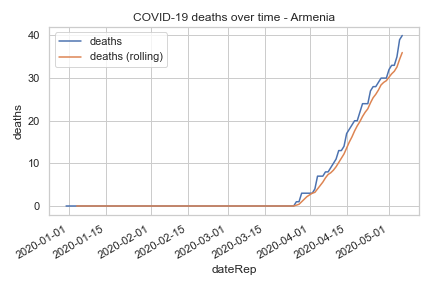 COVID-19 deaths over time - Armenia
deaths
deaths (rolling)
40
30
20
10
0
deaths
2020-01-01
2020-01-15
2020-02-01
2020-02-15
2020-03-01
2020-03-15
2020-04-01
2020-04-15
2020-05-01
dateRep